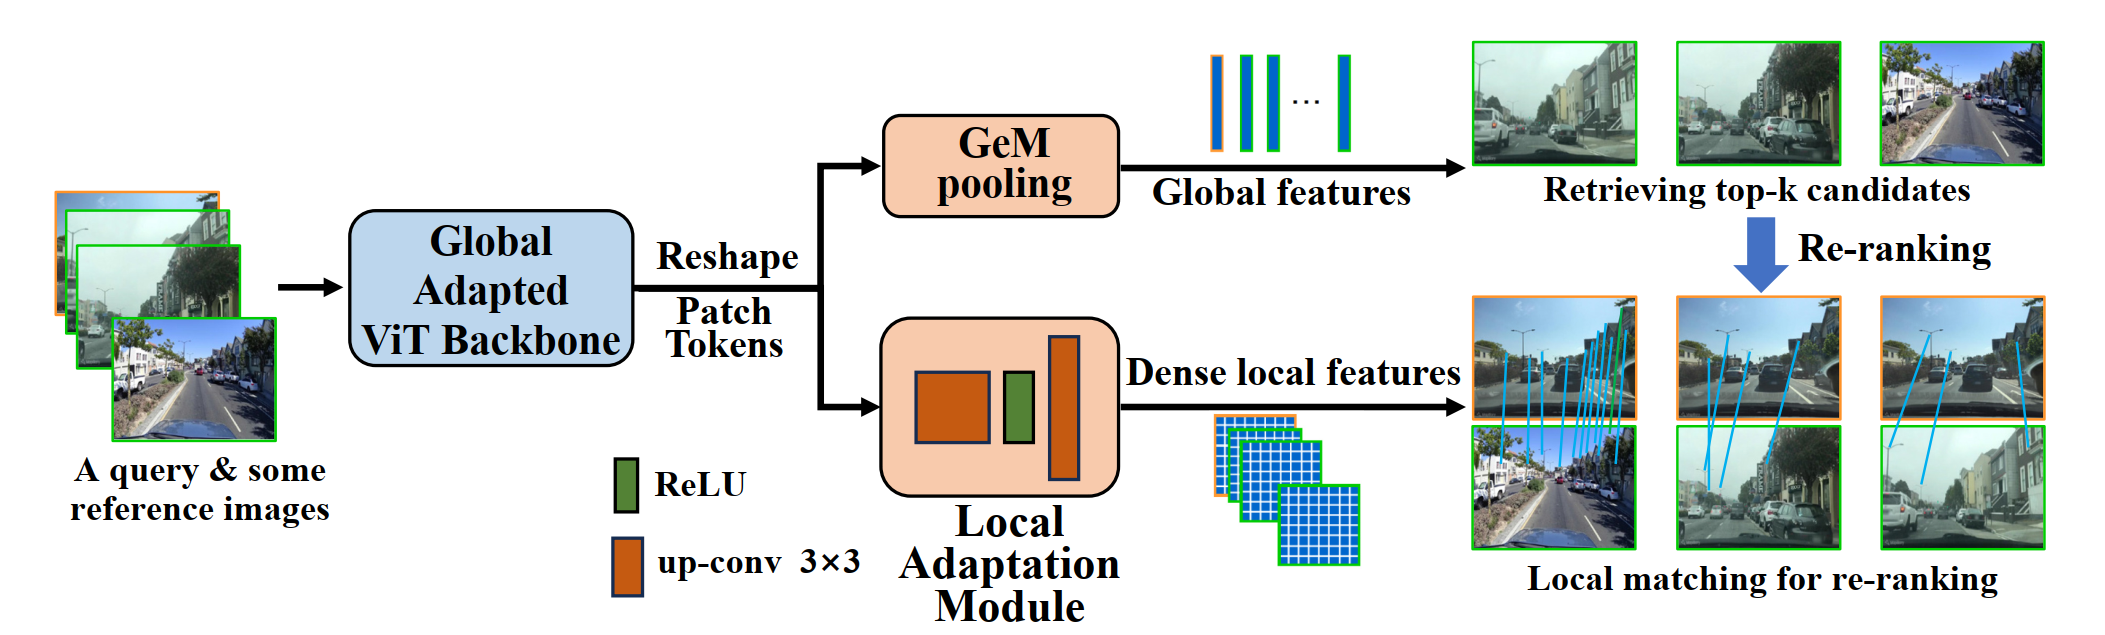 A query & some
reference images
Global
Adapted
ViT Backbone
Reshape
Patch
Tokens
GeM
pooling
Global features
...
Retrieving top-k candidates
Re-ranking
Dense local features
Local
Adaptation
Module
ReLU
up-conv 3×3
Local matching for re-ranking